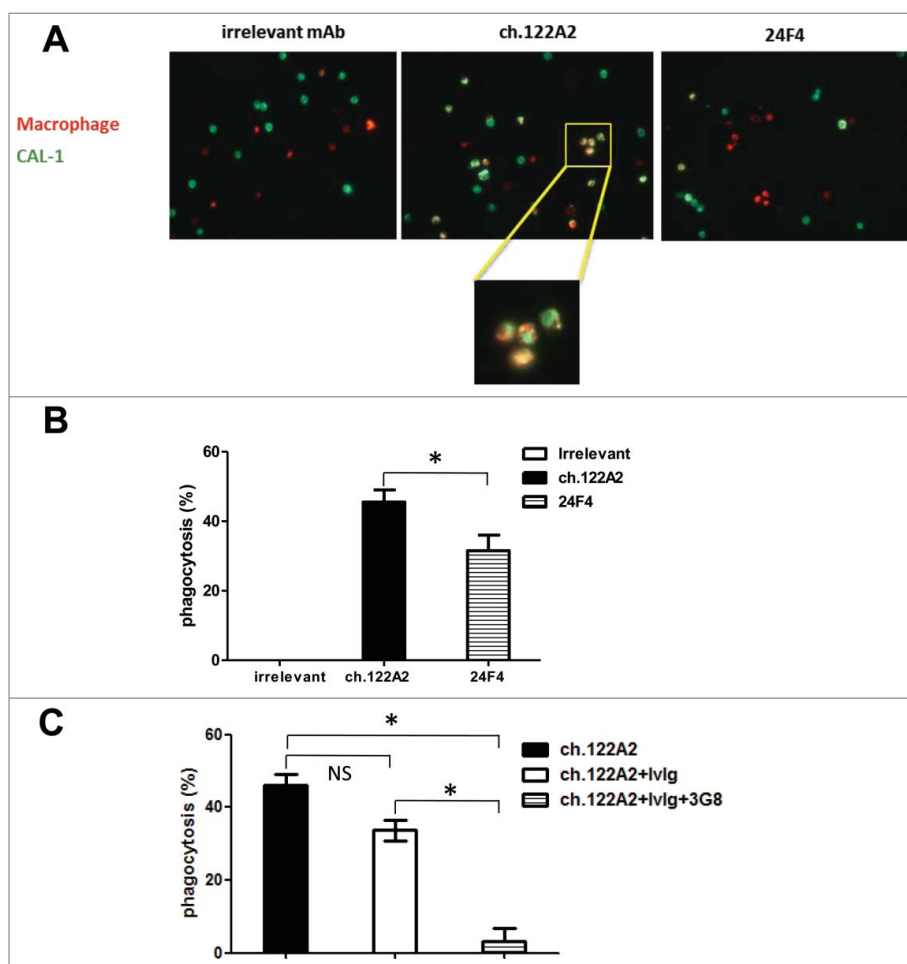 A
irrelevant mAb
ch.122A2
24F4
Macrophage
CAL-1
B
phagocytosis (%)
60
40
20
0
*
Irrelevant
ch.122A2
24F4
irrelevant
ch.122A2
24F4
C
phagocytosis (%)
60
40
20
0
*
NS
*
ch.122A2
ch.122A2+IvIg
ch.122A2+IvIg+3G8